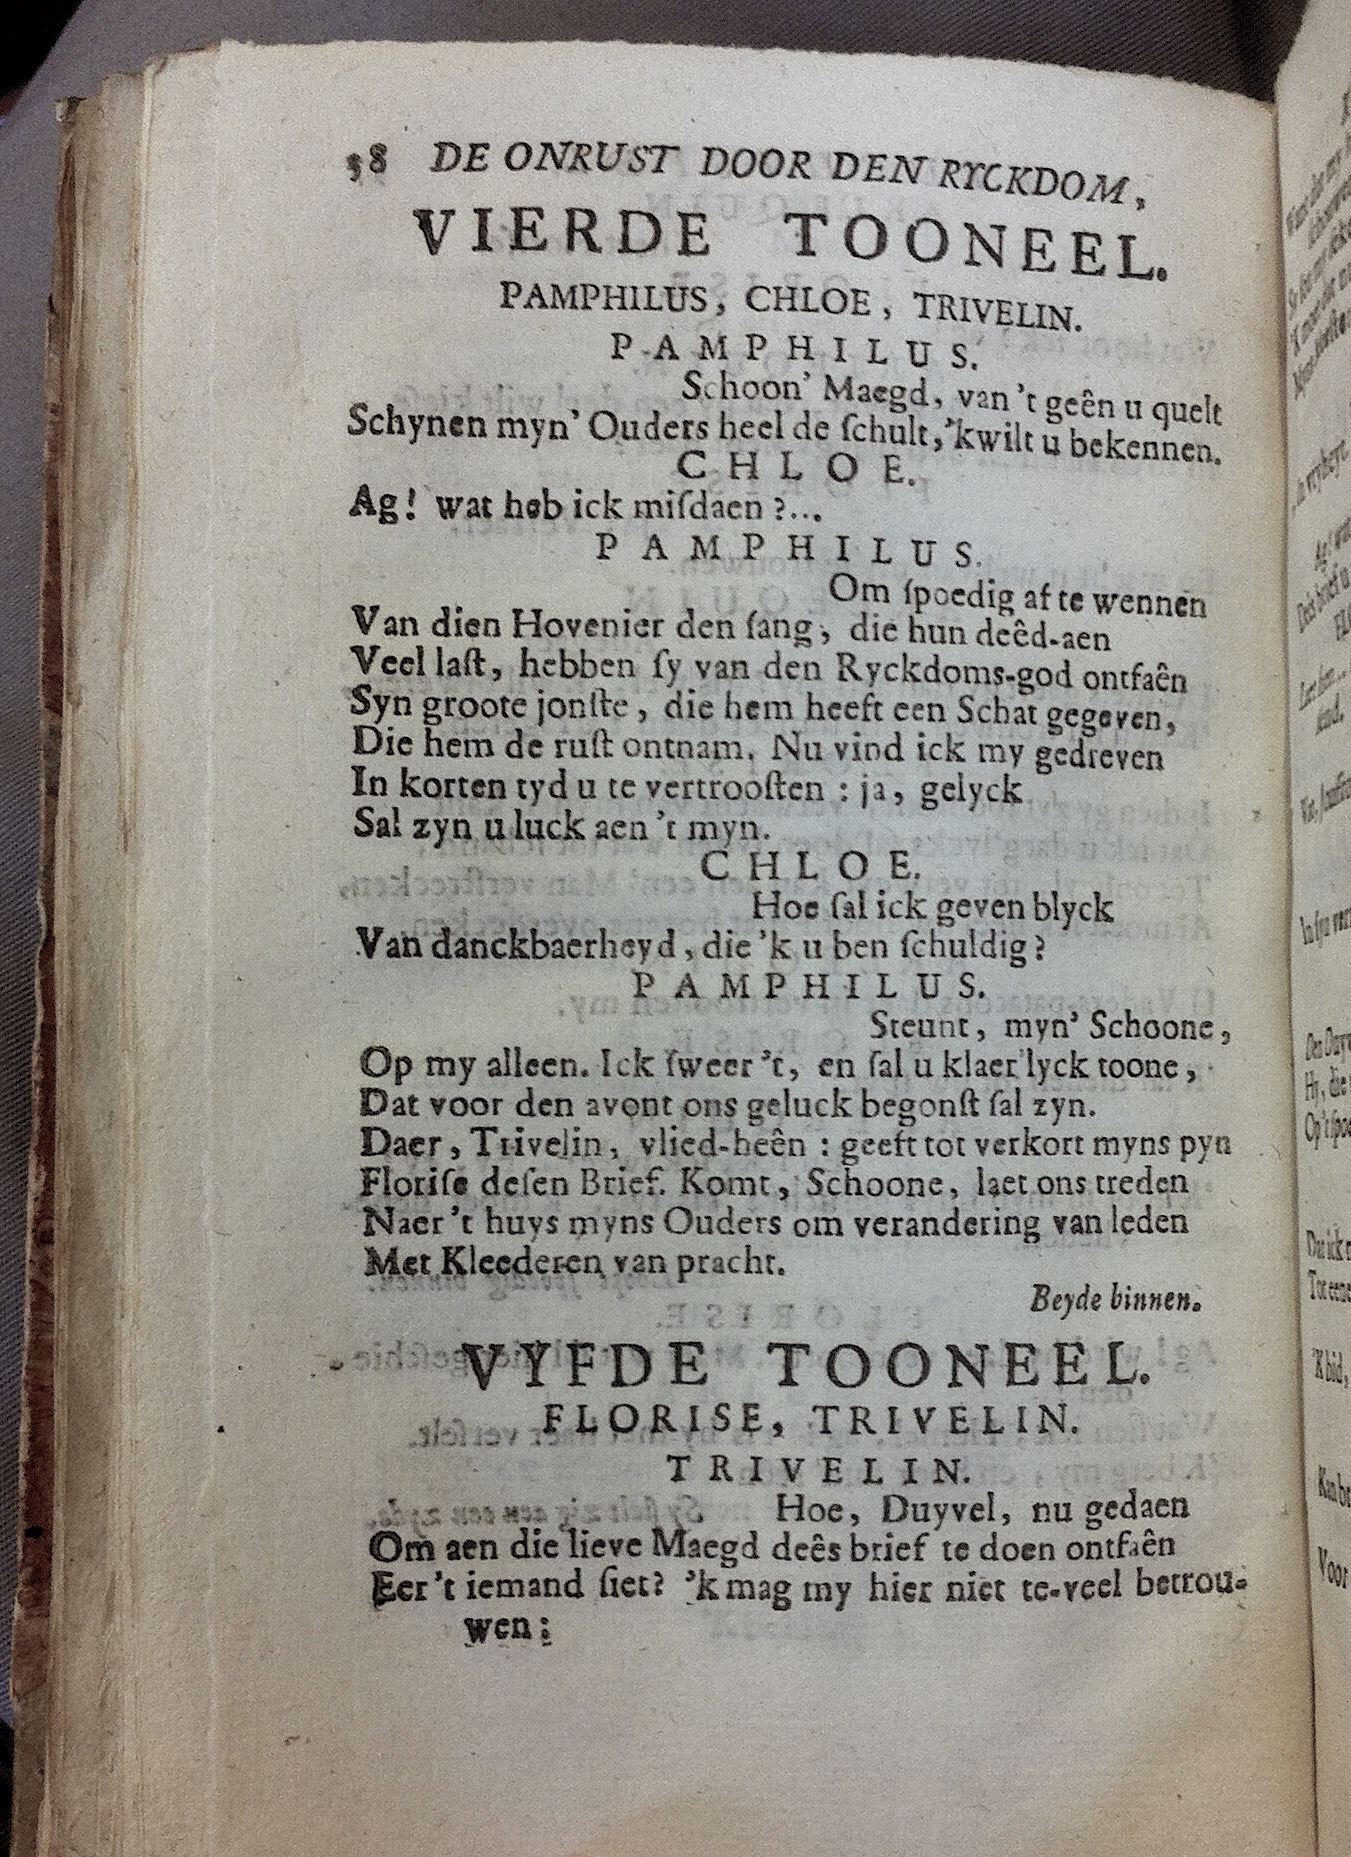 38 DE ONRUST DOOR DEN RYCKDOM,
VIERDE TOONEEL.
PAMPHILUS, CHLOE, TRIVELIN.
PAMPHILUS.
Schoon' Maegd, van 't geên u quelt
Schynen myn' Ouders heel de ſchult, 'kwilt u bekennen.
CHLOE.
Ag! wat heb ick miſdaen?...
PAMPHILUS.
Om ſpoedig af te wennen
Van dien Hovenier den ſang, die hun deêd-aen
Veel laſt, hebben ſy van den Ryckdoms-god ontfaên
Syn groote jonſte, die hem heeft een Schat gegeven,
Die hem de ruſt ontnam. Nu vind ick my gedreven
In korten tyd u te vertrooſten : ja, gelyck
Sal zyn u luck aen 't myn.
CHLOE.
Hoe ſal ick geven blyck
Van danckbaerheyd, die 'k u ben ſchuldig?
PAMPHILUS.
Steunt, myn' Schoone,
Op my alleen. Ick ſweer 't, en ſal u klaer'lyck toone,
Dat voor den avont ons geluck begonſt ſal zyn.
Daer, Trivelin, vlied-heên : geeft tot verkort myns pyn
Floriſe deſen Brief. Komt, Schoone, laet ons treden
Naer 't huys myns Ouders om verandering van leden
Met Kleederen van pracht.
Beyde binnen.
VYFDE TOONEEL.
FLORISE, TRIVELIN.
TRIVELIN.
Hoe, Duyvel, nu gedaen
Om aen die lieve Maegd deês brief te doen ontfaên
Eer 't iemand ſiet? 'k mag my hier niet te-veel betrou-
wen: